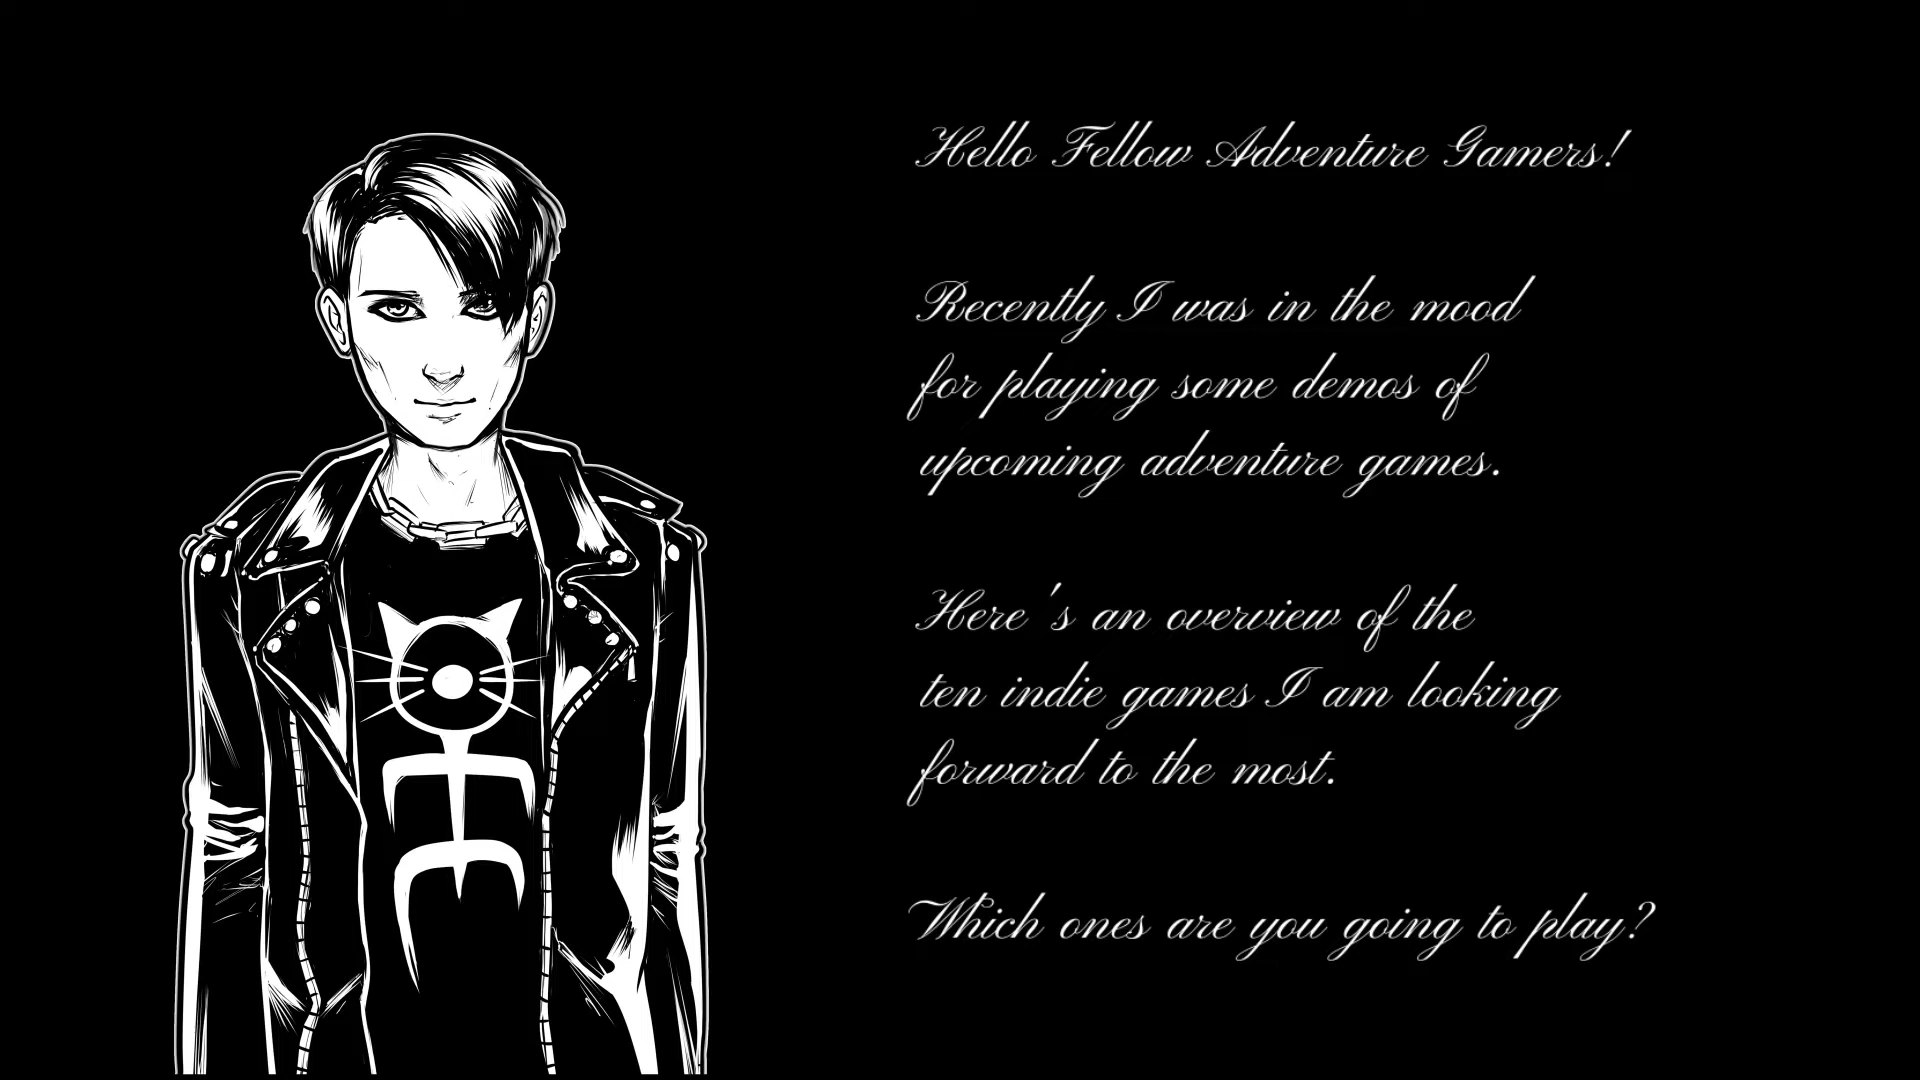 Hello Fellow Adventure Gamers!
Recently I was in the mood
for playing some demos of
upcoming adventure games.
Here's an overview of the
ten indie games I am looking
forward to the most.
Which ones are you going to play?